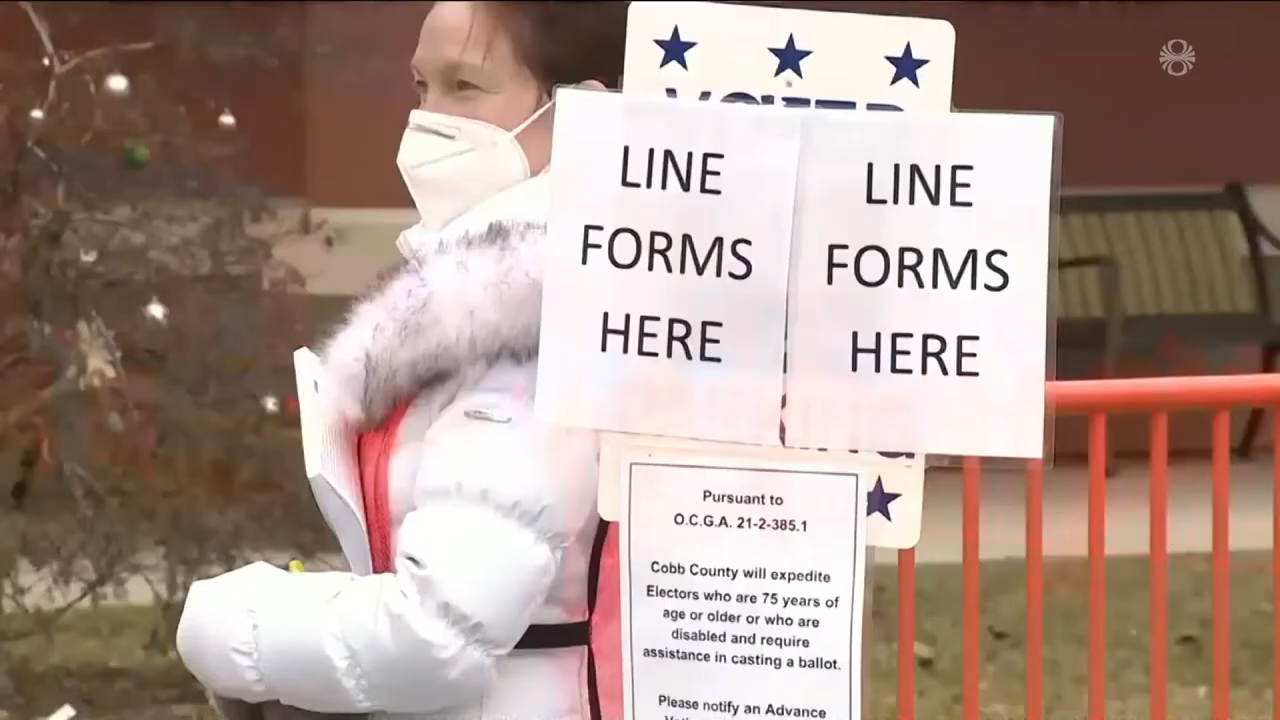 LINE
FORMS
HERE
LINE
FORMS
HERE
Pursuant to
O.C.G.A. 21-2-385.1
Cobb County will expedite
Electors who are 75 years of
age or older or who are
disabled and require
assistance in casting a ballot.
Please notify an Advance